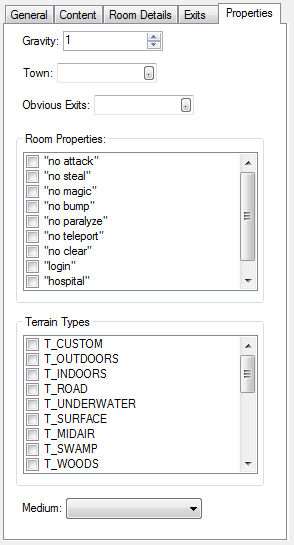 General Content Room Details Exits Properties
Gravity: 1
Town: .
Obvious Exits: .
Room Properties:
"no attack"
"no steal"
"no magic"
"no bump"
"no paralyze"
"no teleport"
"no clear"
"login"
"hospital"
Terrain Types
T_CUSTOM
T_OUTDOORS
T_INDOORS
T_ROAD
T_UNDERWATER
T_SURFACE
T_MIDAIR
T_SWAMP
T_WOODS
Medium: